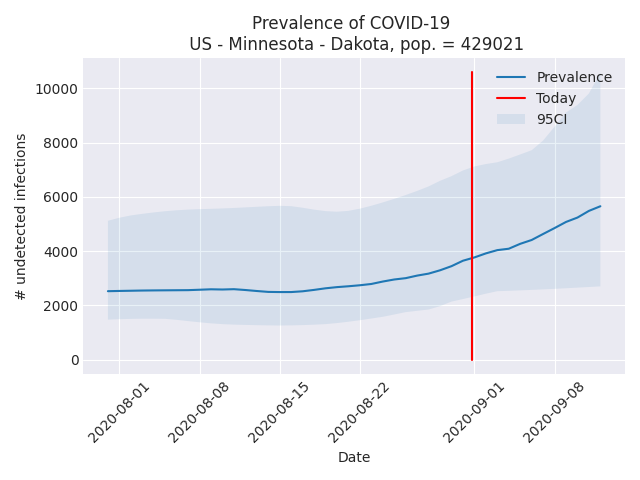 Prevalence of COVID-19
US - Minnesota - Dakota, pop. = 429021
Prevalence
Today
95CI
# undetected infections
10000
8000
6000
4000
2000
0
2020-08-01
2020-08-08
2020-08-15
2020-08-22
2020-09-01
2020-09-08
Date